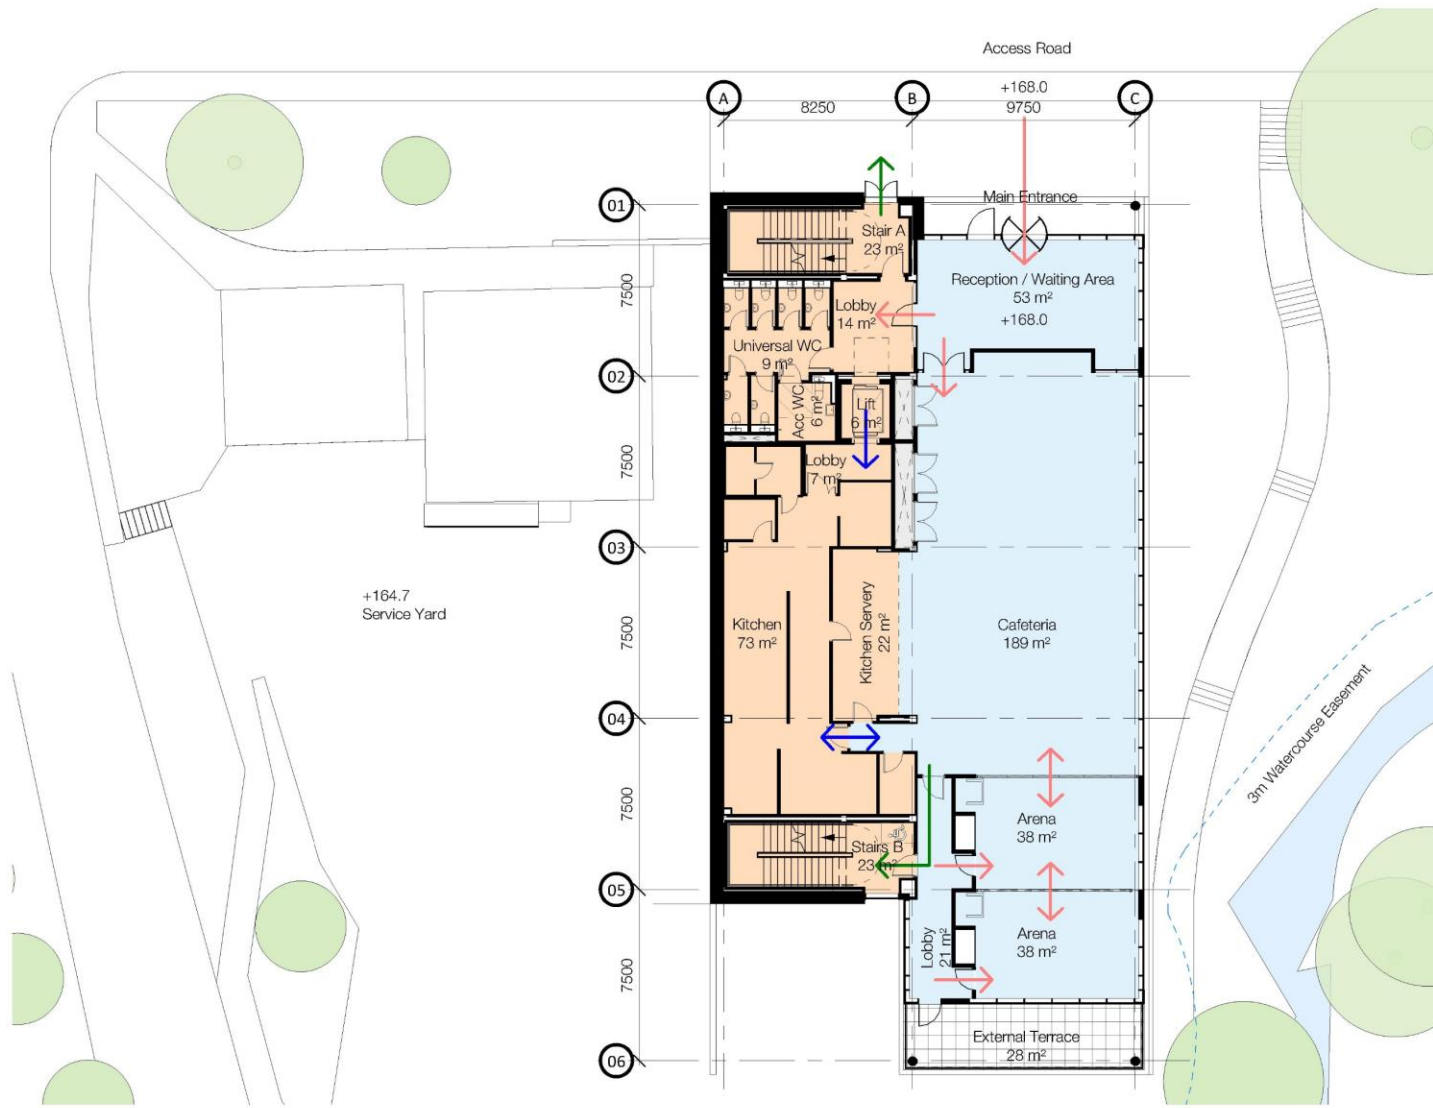 Access Road
+168.0
A
8250
B
9750
C
01
Main Entrance
Stair A
23 m²
7500
Reception / Waiting Area
53 m²
+168.0
Lobby
14 m²
Universal WC
9 m²
02
Acc WC
6 m²
Lift
6 m²
7500
Lobby
7 m²
03
+164.7
Service Yard
7500
Kitchen
73 m²
Kitchen Servery
22 m²
Cafeteria
189 m²
3m Watercourse Easement
04
7500
Arena
38 m²
Stairs B
23 m²
05
Lobby
21 m²
Arena
38 m²
7500
External Terrace
28 m²
06